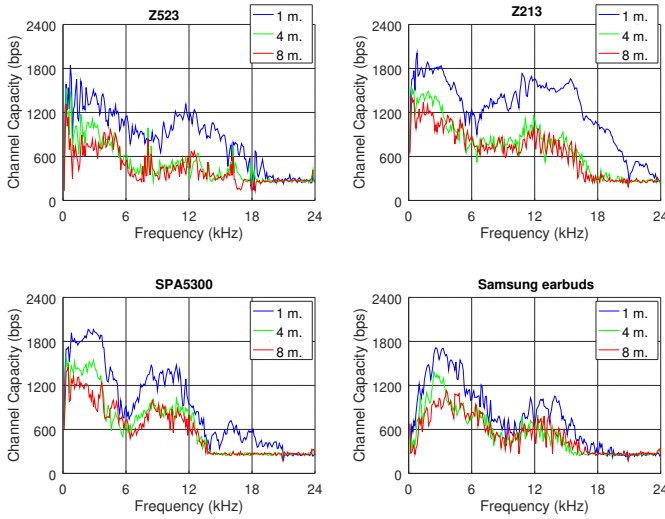 Z523
Channel Capacity (bps)
2400
1800
1200
600
0
0 6 12 18 24
Frequency (kHz)
1 m.
4 m.
8 m.
Z213
Channel Capacity (bps)
2400
1800
1200
600
0
0 6 12 18 24
Frequency (kHz)
1 m.
4 m.
8 m.
SPA5300
Channel Capacity (bps)
2400
1800
1200
600
0
0 6 12 18 24
Frequency (kHz)
1 m.
4 m.
8 m.
Samsung earbuds
Channel Capacity (bps)
2400
1800
1200
600
0
0 6 12 18 24
Frequency (kHz)
1 m.
4 m.
8 m.